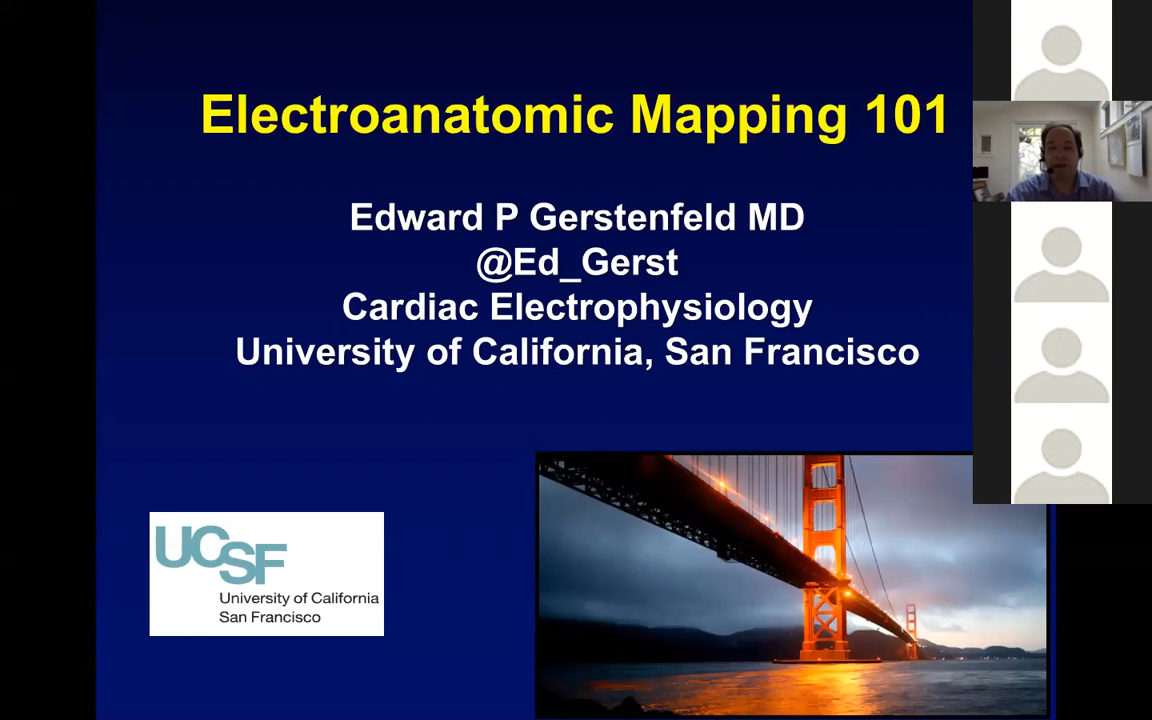 Electroanatomic Mapping 101
Edward P Gerstenfeld MD
@Ed_Gerst
Cardiac Electrophysiology
University of California, San Francisco
UCSF
University of California
San Francisco